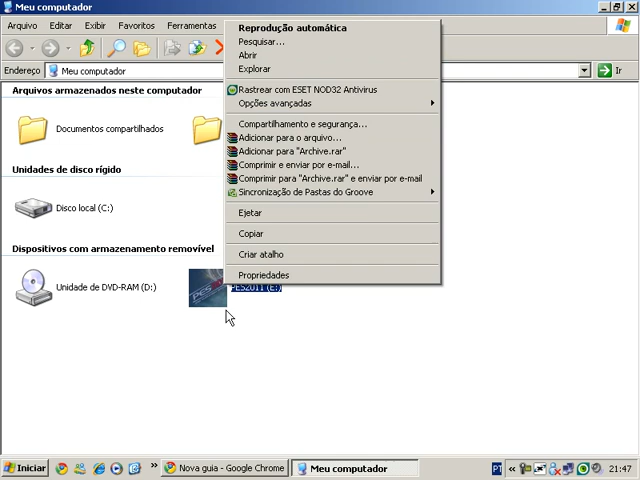 Meu computador
Arquivo Editar Exibir Favoritos Ferramentas
Endereço Meu computador Ir
Arquivos armazenados neste computador
Documentos compartilhados
Unidades de disco rígido
Disco local (C:)
Dispositivos com armazenamento removível
Unidade de DVD-RAM (D:)
PES2011 (E:)
Reprodução automática
Pesquisar...
Abrir
Explorar
Rastrear com ESET NOD32 Antivirus
Opções avançadas
Compartilhamento e segurança...
Adicionar para o arquivo...
Adicionar para "Archive.rar"
Comprimir e enviar por e-mail...
Comprimir para "Archive.rar" e enviar por e-mail
Sincronização de Pastas do Groove
Ejetar
Copiar
Criar atalho
Propriedades
Iniciar » Nova guia - Google Chrome Meu computador PT « 21:47